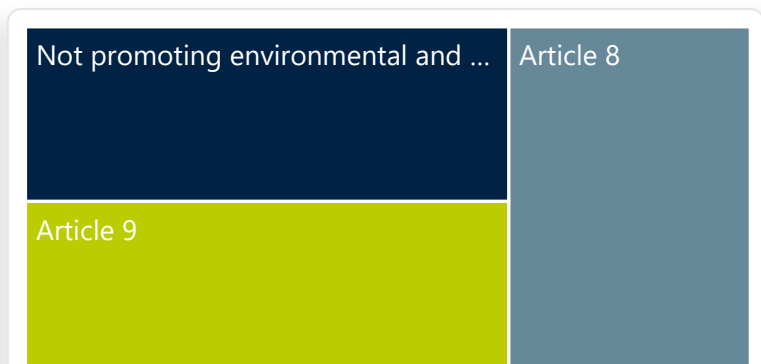 Not promoting environmental and ...
Article 8
Article 9